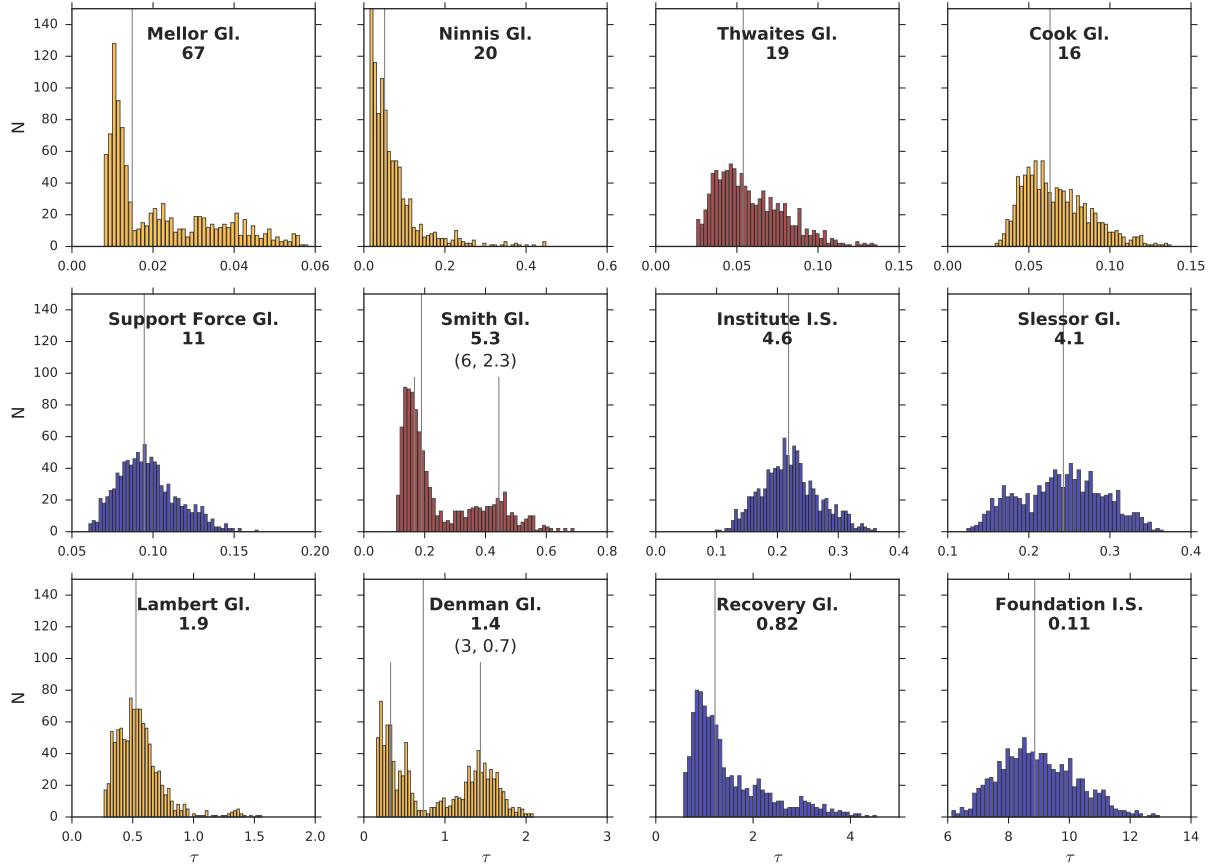 140
120
100
80
60
40
20
0
N
Mellor Gl.
67
0.00 0.02 0.04 0.06
Ninnis Gl.
20
0.0 0.2 0.4 0.6
Thwaites Gl.
19
0.00 0.05 0.10 0.15
Cook Gl.
16
0.00 0.05 0.10 0.15
140
120
100
80
60
40
20
0
N
Support Force Gl.
11
0.05 0.10 0.15 0.20
Smith Gl.
5.3
(6, 2.3)
0.0 0.2 0.4 0.6 0.8
Institute I.S.
4.6
0.0 0.1 0.2 0.3 0.4
Slessor Gl.
4.1
0.1 0.2 0.3 0.4
140
120
100
80
60
40
20
0
N
Lambert Gl.
1.9
0.0 0.5 1.0 1.5 2.0
τ
Denman Gl.
1.4
(3, 0.7)
0 1 2 3
τ
Recovery Gl.
0.82
0 2 4
τ
Foundation I.S.
0.11
6 8 10 12 14
τ